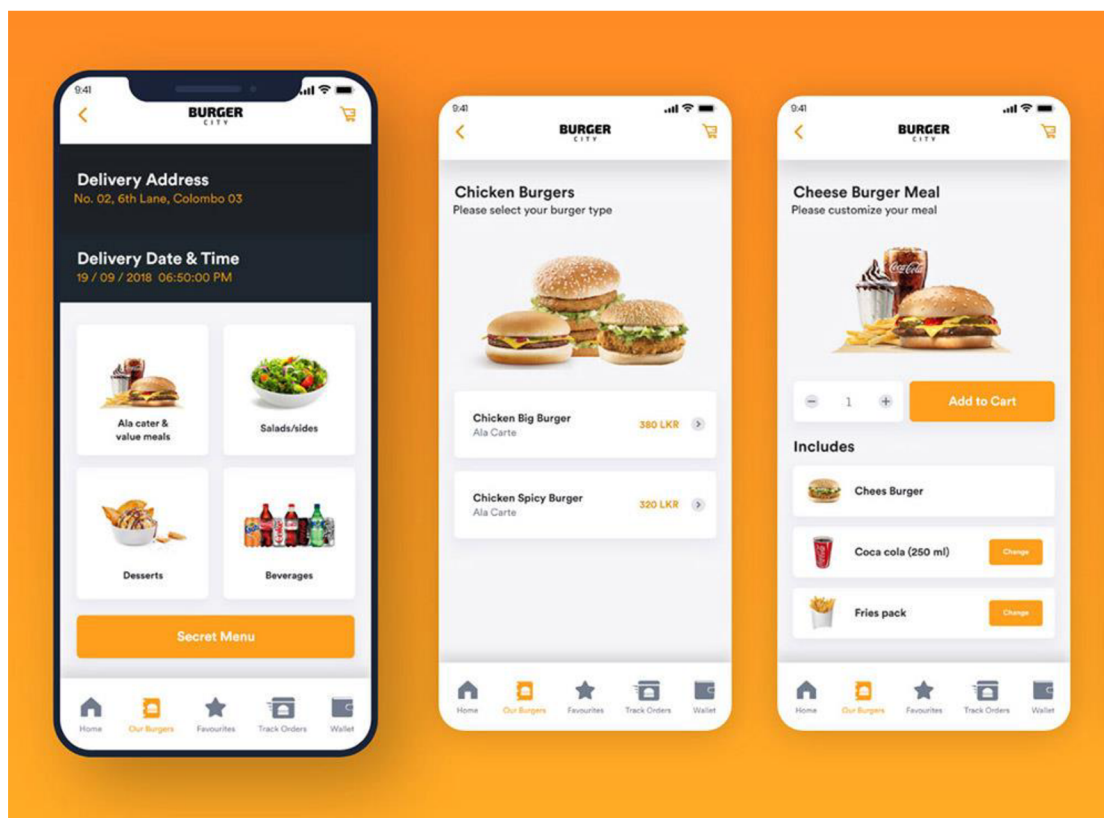 9:41
BURGER
CITY
Delivery Address
No. 02, 6th Lane, Colombo 03
Delivery Date & Time
19 / 09 / 2018 06:50:00 PM
Ala cater &
value meals
Salads/sides
Desserts
Beverages
Secret Menu
Home
Our Burgers
Favourites
Track Orders
Wallet
9:41
BURGER
CITY
Chicken Burgers
Please select your burger type
Chicken Big Burger
Ala Carte
380 LKR
Chicken Spicy Burger
Ala Carte
320 LKR
Home
Our Burgers
Favourites
Track Orders
Wallet
9:41
BURGER
CITY
Cheese Burger Meal
Please customize your meal
Coca-Cola
1
Add to Cart
Includes
Chees Burger
Coca cola (250 ml)
Change
Fries pack
Change
Home
Our Burgers
Favourites
Track Orders
Wallet